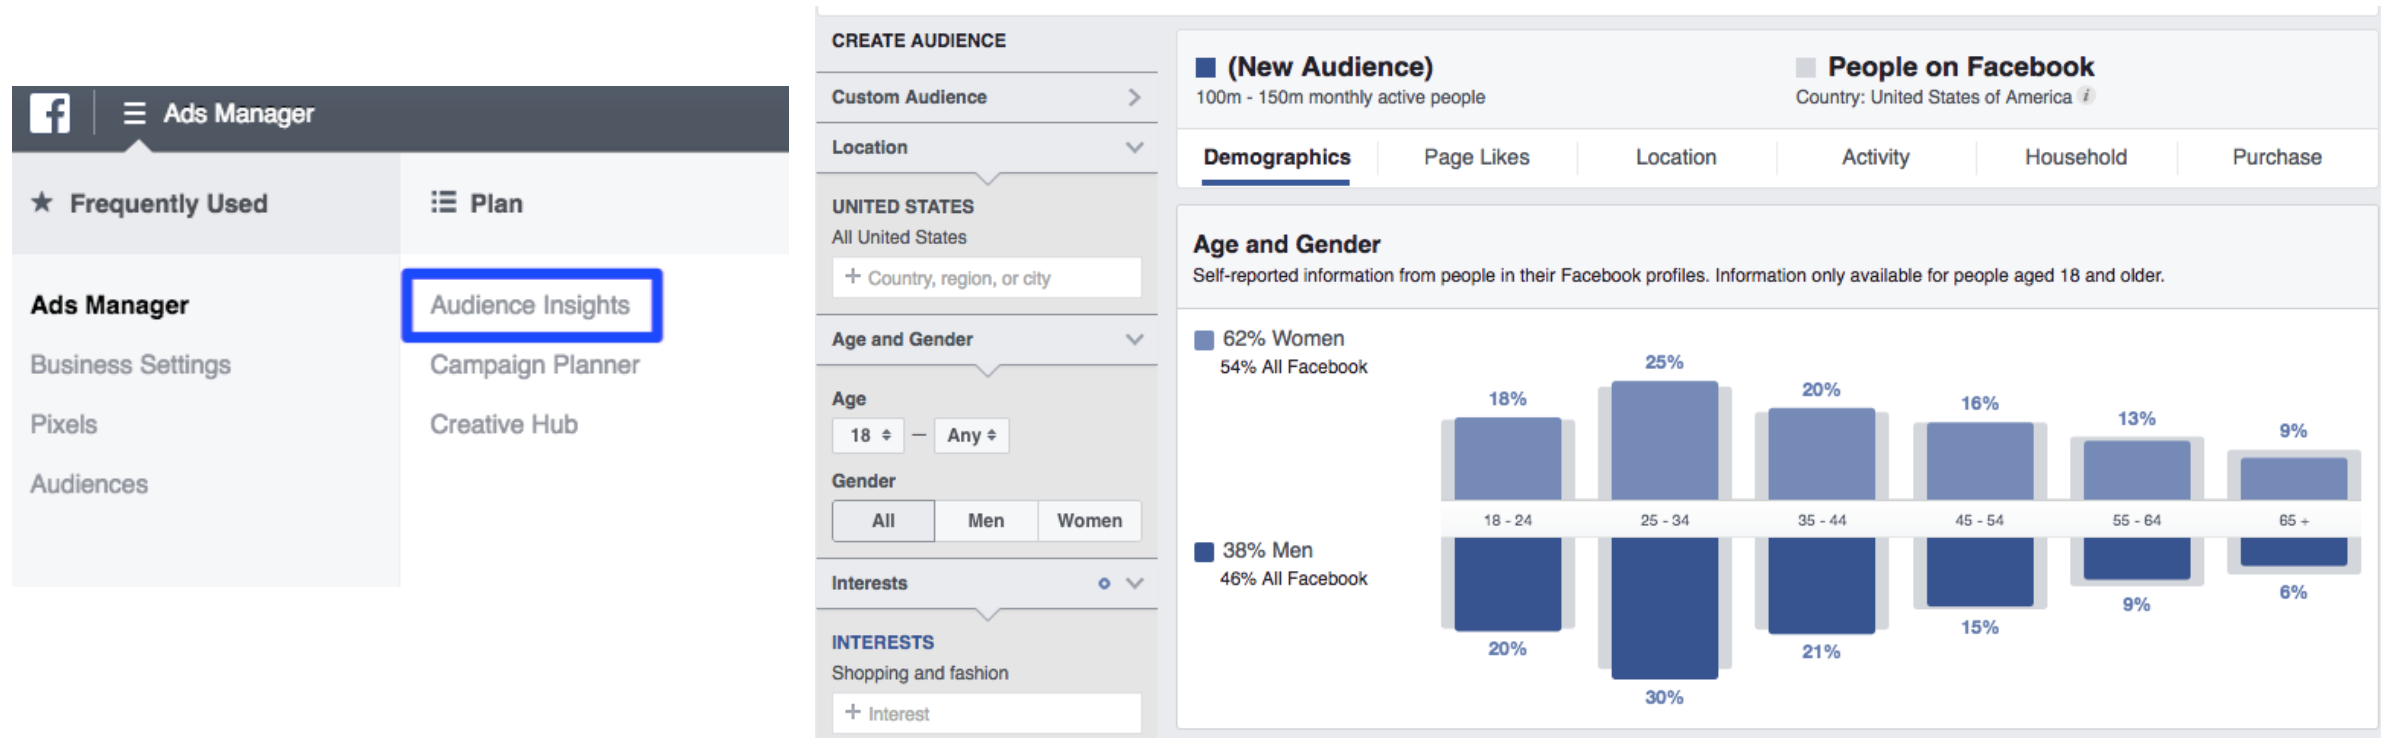 Ads Manager
Frequently Used
Plan
Ads Manager
Audience Insights
Business Settings
Campaign Planner
Pixels
Creative Hub
Audiences
CREATE AUDIENCE
Custom Audience
Location
UNITED STATES
All United States
+ Country, region, or city
Age and Gender
Age
18 — Any
Gender
All Men Women
Interests
INTERESTS
Shopping and fashion
+ Interest
(New Audience)
100m - 150m monthly active people
People on Facebook
Country: United States of America i
Demographics Page Likes Location Activity Household Purchase
Age and Gender
Self-reported information from people in their Facebook profiles. Information only available for people aged 18 and older.
62% Women
54% All Facebook
18% 25% 20% 16% 13% 9%
18 - 24 25 - 34 35 - 44 45 - 54 55 - 64 65 +
38% Men
46% All Facebook
20% 30% 21% 15% 9% 6%